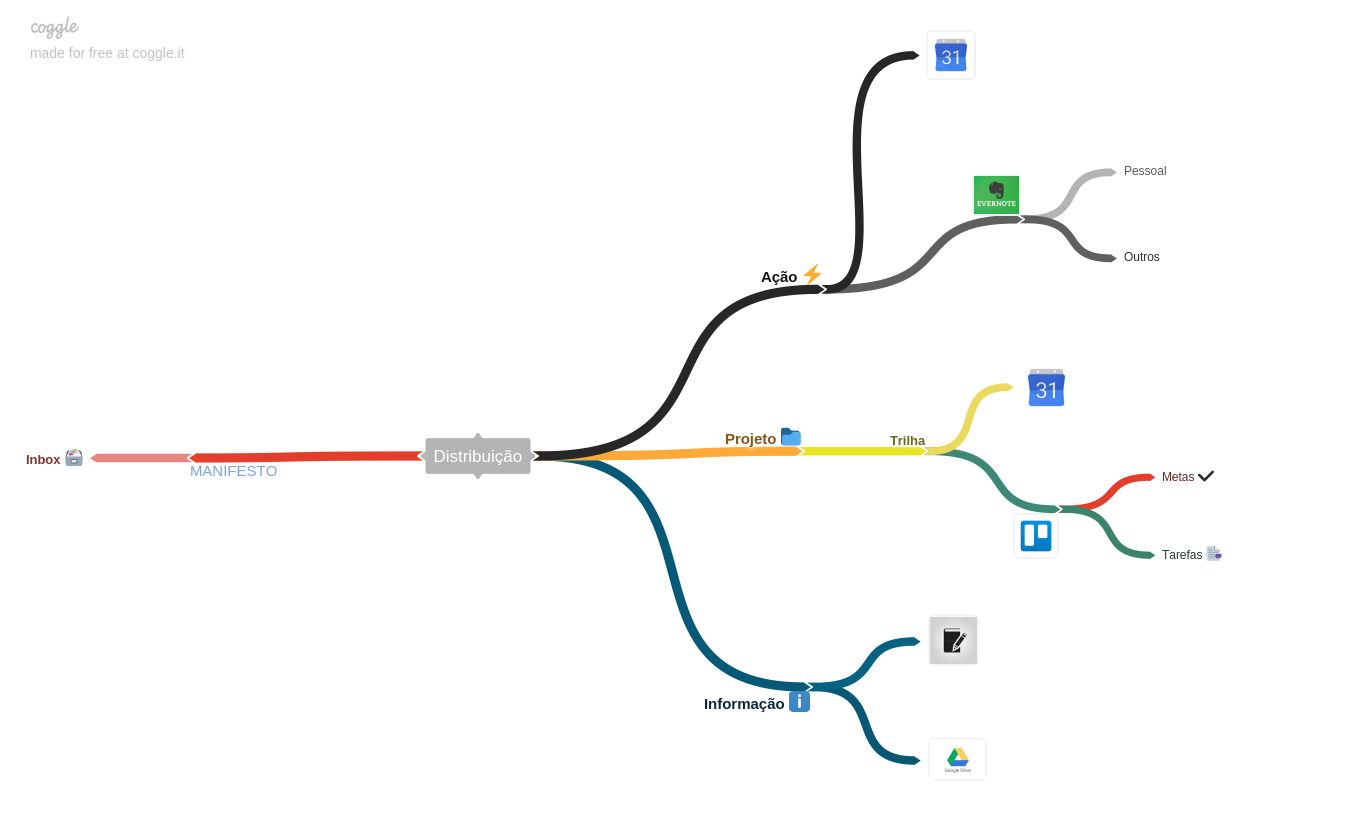 coggle
made for free at coggle.it
31
Pessoal
EVERNOTE
Outros
Ação
31
Projeto
Trilha
Inbox
Distribuição
MANIFESTO
Metas
Tarefas
Informação
i
Google Drive